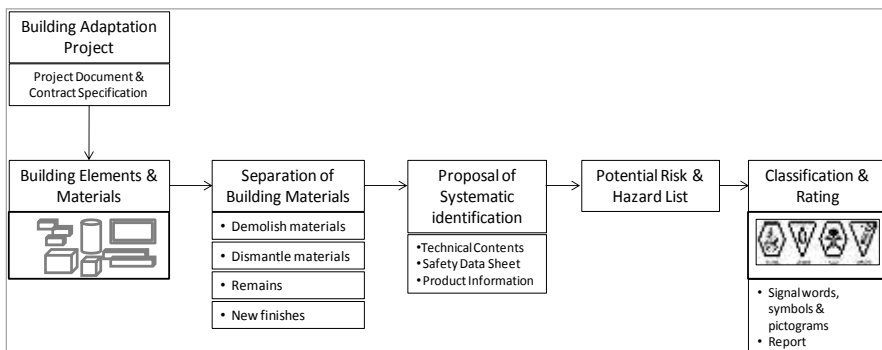 Building Adaptation
Project
Project Document &
Contract Specification
Building Elements &
Materials
Separation of
Building Materials
• Demolish materials
• Dismantle materials
• Remains
• New finishes
Proposal of
Systematic
identification
•Technical Contents
•Safety Data Sheet
•Product Information
Potential Risk &
Hazard List
Classification &
Rating
• Signal words,
symbols &
pictograms
• Report